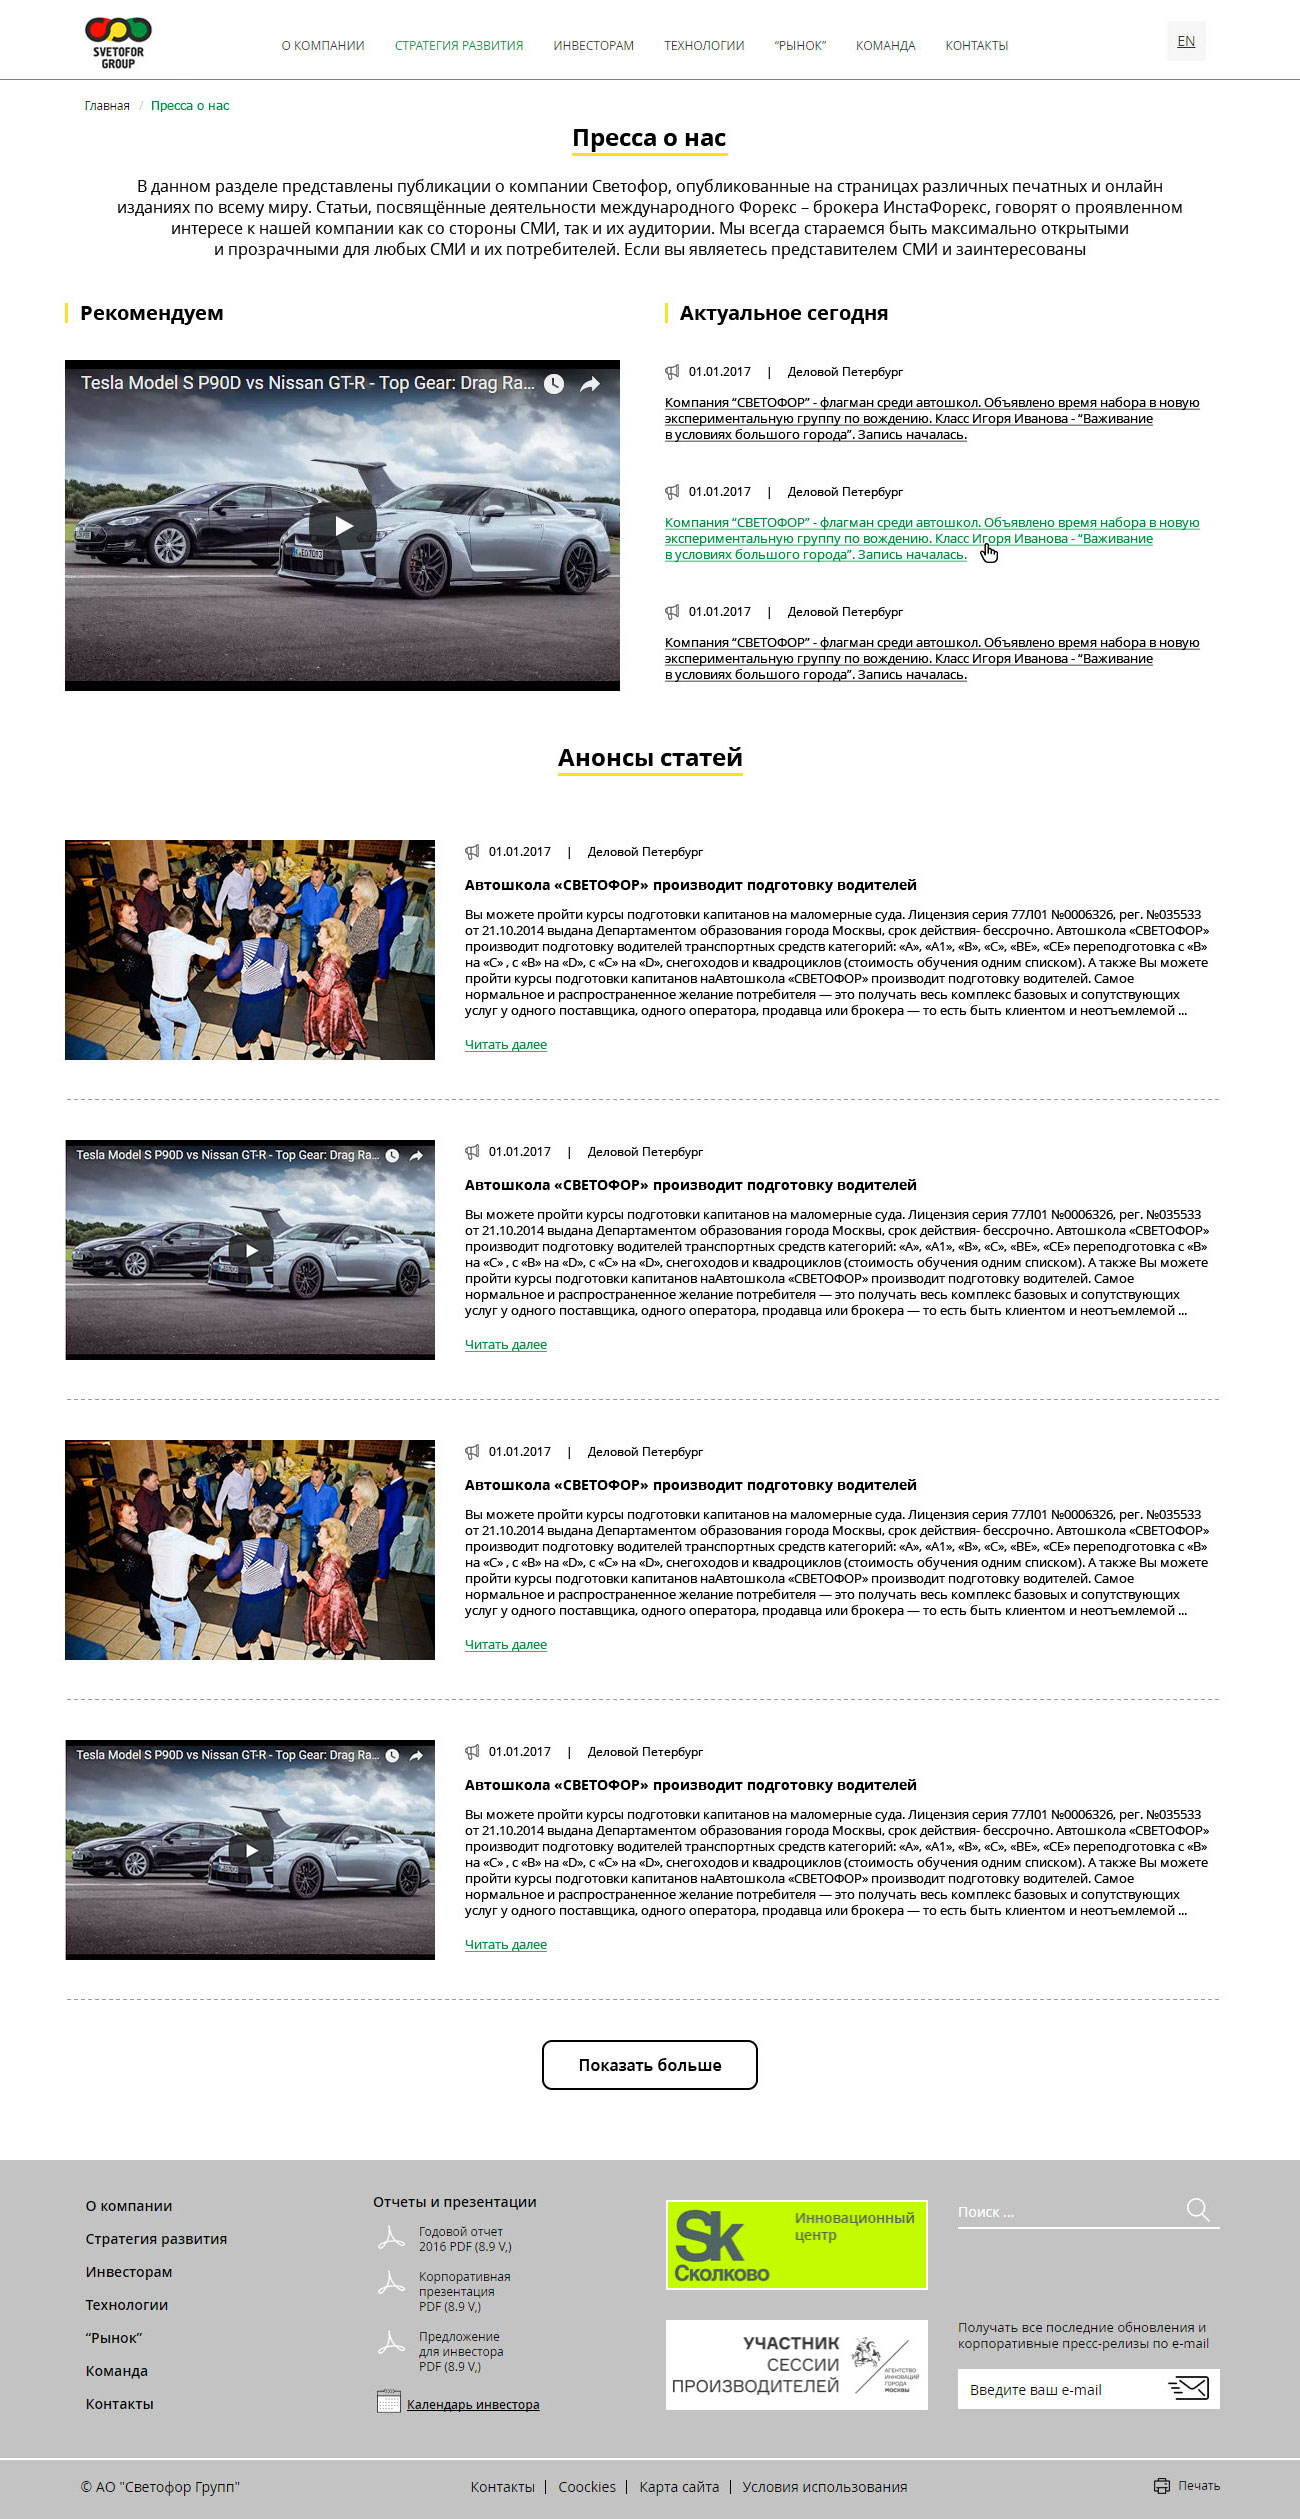 SVETOFOR
GROUP
О КОМПАНИИ
СТРАТЕГИЯ РАЗВИТИЯ
ИНВЕСТОРАМ
ТЕХНОЛОГИИ
“РЫНОК”
КОМАНДА
КОНТАКТЫ
EN
Главная / Пресса о нас
Пресса о нас
В данном разделе представлены публикации о компании Светофор, опубликованные на страницах различных печатных и онлайн
изданиях по всему миру. Статьи, посвящённые деятельности международного Форекс – брокера ИнстаФорекс, говорят о проявленном
интересе к нашей компании как со стороны СМИ, так и их аудитории. Мы всегда стараемся быть максимально открытыми
и прозрачными для любых СМИ и их потребителей. Если вы являетесь представителем СМИ и заинтересованы
Рекомендуем
Tesla Model S P90D vs Nissan GT-R - Top Gear: Drag Ra...
Актуальное сегодня
01.01.2017 | Деловой Петербург
Компания “СВЕТОФОР” - флагман среди автошкол. Объявлено время набора в новую
экспериментальную группу по вождению. Класс Игоря Иванова - “Важивание
в условиях большого города”. Запись началась.
01.01.2017 | Деловой Петербург
Компания “СВЕТОФОР” - флагман среди автошкол. Объявлено время набора в новую
экспериментальную группу по вождению. Класс Игоря Иванова - “Важивание
в условиях большого города”. Запись началась.
01.01.2017 | Деловой Петербург
Компания “СВЕТОФОР” - флагман среди автошкол. Объявлено время набора в новую
экспериментальную группу по вождению. Класс Игоря Иванова - “Важивание
в условиях большого города”. Запись началась.
Анонсы статей
01.01.2017 | Деловой Петербург
Автошкола «СВЕТОФОР» производит подготовку водителей
Вы можете пройти курсы подготовки капитанов на маломерные суда. Лицензия серия 77Л01 №0006326, рег. №035533
от 21.10.2014 выдана Департаментом образования города Москвы, срок действия- бессрочно. Автошкола «СВЕТОФОР»
производит подготовку водителей транспортных средств категорий: «А», «А1», «В», «С», «ВЕ», «СЕ» переподготовка с «В»
на «С» , с «В» на «D», с «С» на «D», снегоходов и квадроциклов (стоимость обучения одним списком). А также Вы можете
пройти курсы подготовки капитанов наАвтошкола «СВЕТОФОР» производит подготовку водителей. Самое
нормальное и распространенное желание потребителя — это получать весь комплекс базовых и сопутствующих
услуг у одного поставщика, одного оператора, продавца или брокера — то есть быть клиентом и неотъемлемой ...
Читать далее
Tesla Model S P90D vs Nissan GT-R - Top Gear: Drag Ra...
01.01.2017 | Деловой Петербург
Автошкола «СВЕТОФОР» производит подготовку водителей
Вы можете пройти курсы подготовки капитанов на маломерные суда. Лицензия серия 77Л01 №0006326, рег. №035533
от 21.10.2014 выдана Департаментом образования города Москвы, срок действия- бессрочно. Автошкола «СВЕТОФОР»
производит подготовку водителей транспортных средств категорий: «А», «А1», «В», «С», «ВЕ», «СЕ» переподготовка с «В»
на «С» , с «В» на «D», с «С» на «D», снегоходов и квадроциклов (стоимость обучения одним списком). А также Вы можете
пройти курсы подготовки капитанов наАвтошкола «СВЕТОФОР» производит подготовку водителей. Самое
нормальное и распространенное желание потребителя — это получать весь комплекс базовых и сопутствующих
услуг у одного поставщика, одного оператора, продавца или брокера — то есть быть клиентом и неотъемлемой ...
Читать далее
01.01.2017 | Деловой Петербург
Автошкола «СВЕТОФОР» производит подготовку водителей
Вы можете пройти курсы подготовки капитанов на маломерные суда. Лицензия серия 77Л01 №0006326, рег. №035533
от 21.10.2014 выдана Департаментом образования города Москвы, срок действия- бессрочно. Автошкола «СВЕТОФОР»
производит подготовку водителей транспортных средств категорий: «А», «А1», «В», «С», «ВЕ», «СЕ» переподготовка с «В»
на «С» , с «В» на «D», с «С» на «D», снегоходов и квадроциклов (стоимость обучения одним списком). А также Вы можете
пройти курсы подготовки капитанов наАвтошкола «СВЕТОФОР» производит подготовку водителей. Самое
нормальное и распространенное желание потребителя — это получать весь комплекс базовых и сопутствующих
услуг у одного поставщика, одного оператора, продавца или брокера — то есть быть клиентом и неотъемлемой ...
Читать далее
Tesla Model S P90D vs Nissan GT-R - Top Gear: Drag Ra...
01.01.2017 | Деловой Петербург
Автошкола «СВЕТОФОР» производит подготовку водителей
Вы можете пройти курсы подготовки капитанов на маломерные суда. Лицензия серия 77Л01 №0006326, рег. №035533
от 21.10.2014 выдана Департаментом образования города Москвы, срок действия- бессрочно. Автошкола «СВЕТОФОР»
производит подготовку водителей транспортных средств категорий: «А», «А1», «В», «С», «ВЕ», «СЕ» переподготовка с «В»
на «С» , с «В» на «D», с «С» на «D», снегоходов и квадроциклов (стоимость обучения одним списком). А также Вы можете
пройти курсы подготовки капитанов наАвтошкола «СВЕТОФОР» производит подготовку водителей. Самое
нормальное и распространенное желание потребителя — это получать весь комплекс базовых и сопутствующих
услуг у одного поставщика, одного оператора, продавца или брокера — то есть быть клиентом и неотъемлемой ...
Читать далее
Показать больше
О компании
Стратегия развития
Инвесторам
Технологии
“Рынок”
Команда
Контакты
Отчеты и презентации
Годовой отчет
2016 PDF (8.9 V,)
Корпоративная
презентация
PDF (8.9 V,)
Предложение
для инвестора
PDF (8.9 V,)
Календарь инвестора
Sk
Сколково
Инновационный
центр
УЧАСТНИК
СЕССИИ
ПРОИЗВОДИТЕЛЕЙ
АГЕНТСТВО
ИННОВАЦИЙ
ГОРОДА
МОСКВЫ
Поиск ...
Получать все последние обновления и
корпоративные пресс-релизы по e-mail
Введите ваш e-mail
© АО "Светофор Групп"
Контакты | Coockies | Карта сайта | Условия использования
Печать